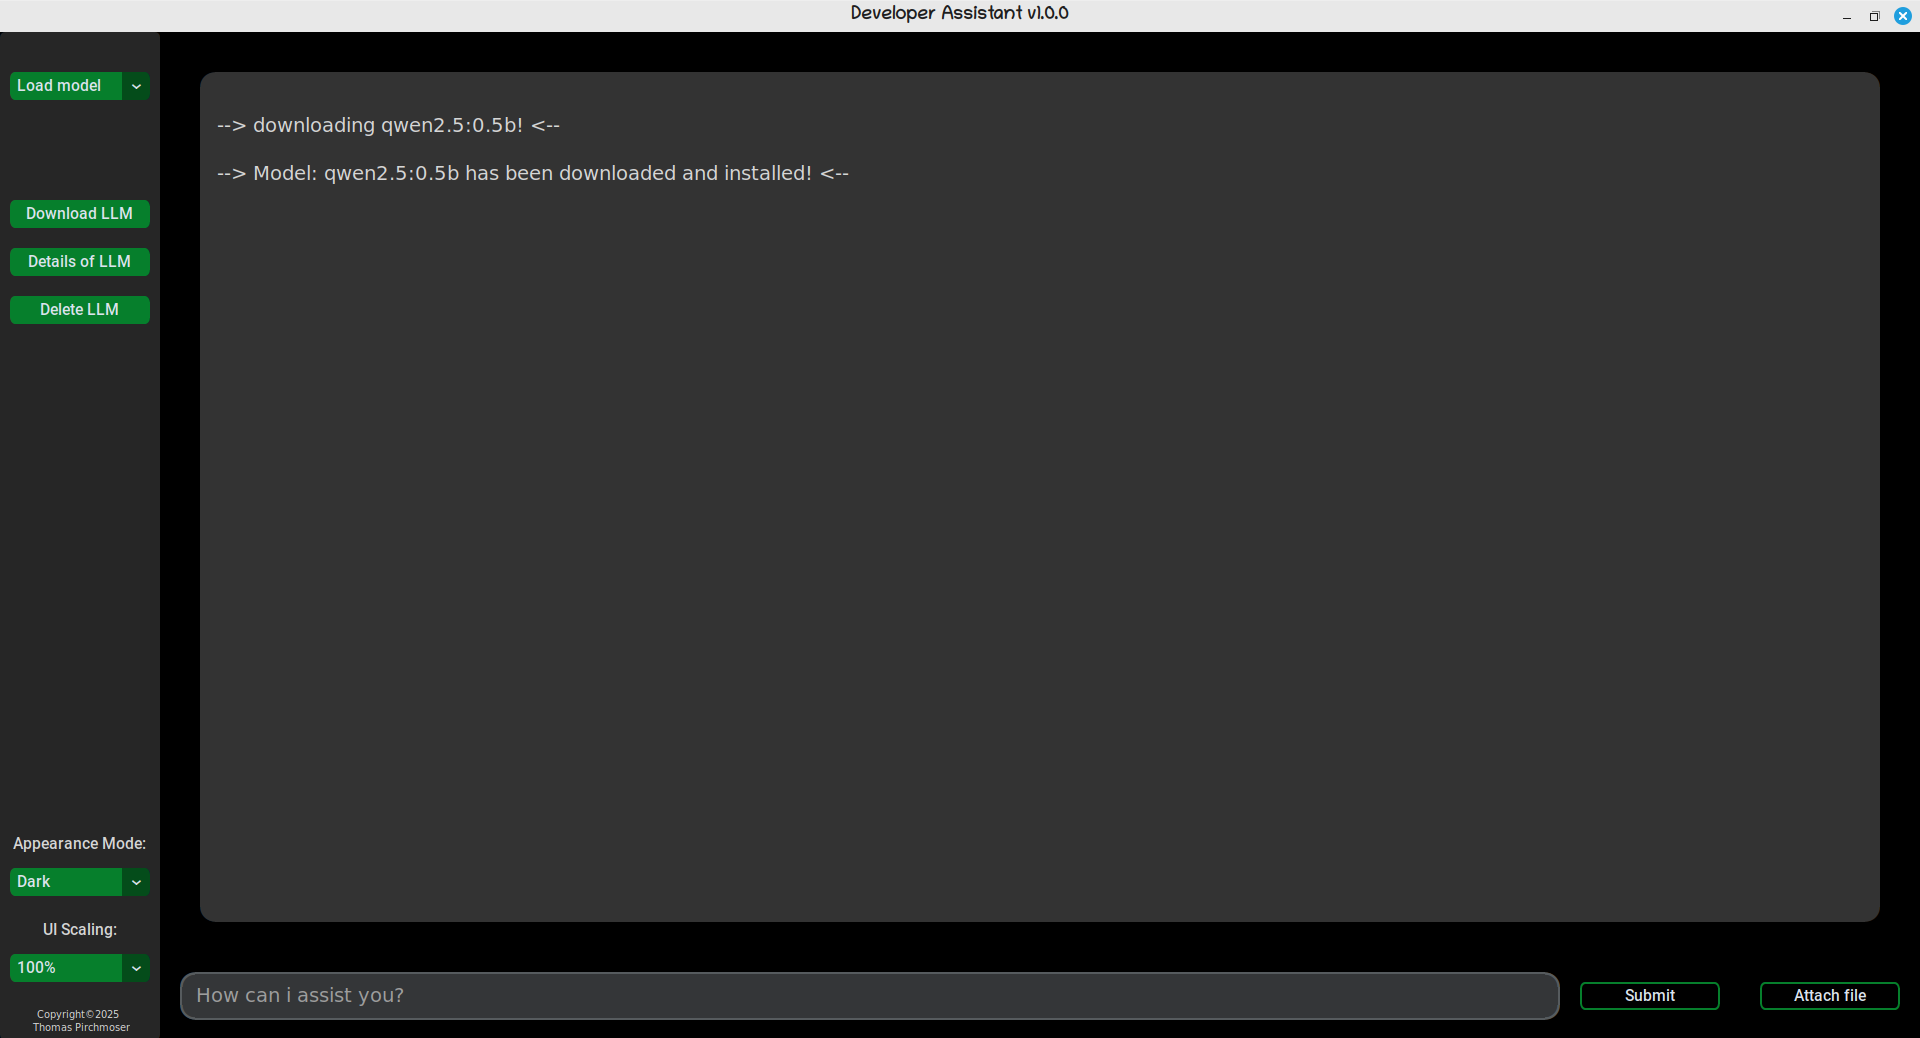 Developer Assistant v1.0.0
Load model
Download LLM
Details of LLM
Delete LLM
Appearance Mode:
Dark
UI Scaling:
100%
Copyright©2025
Thomas Pirchmoser
--> downloading qwen2.5:0.5b! <--
--> Model: qwen2.5:0.5b has been downloaded and installed! <--
How can i assist you?
Submit
Attach file